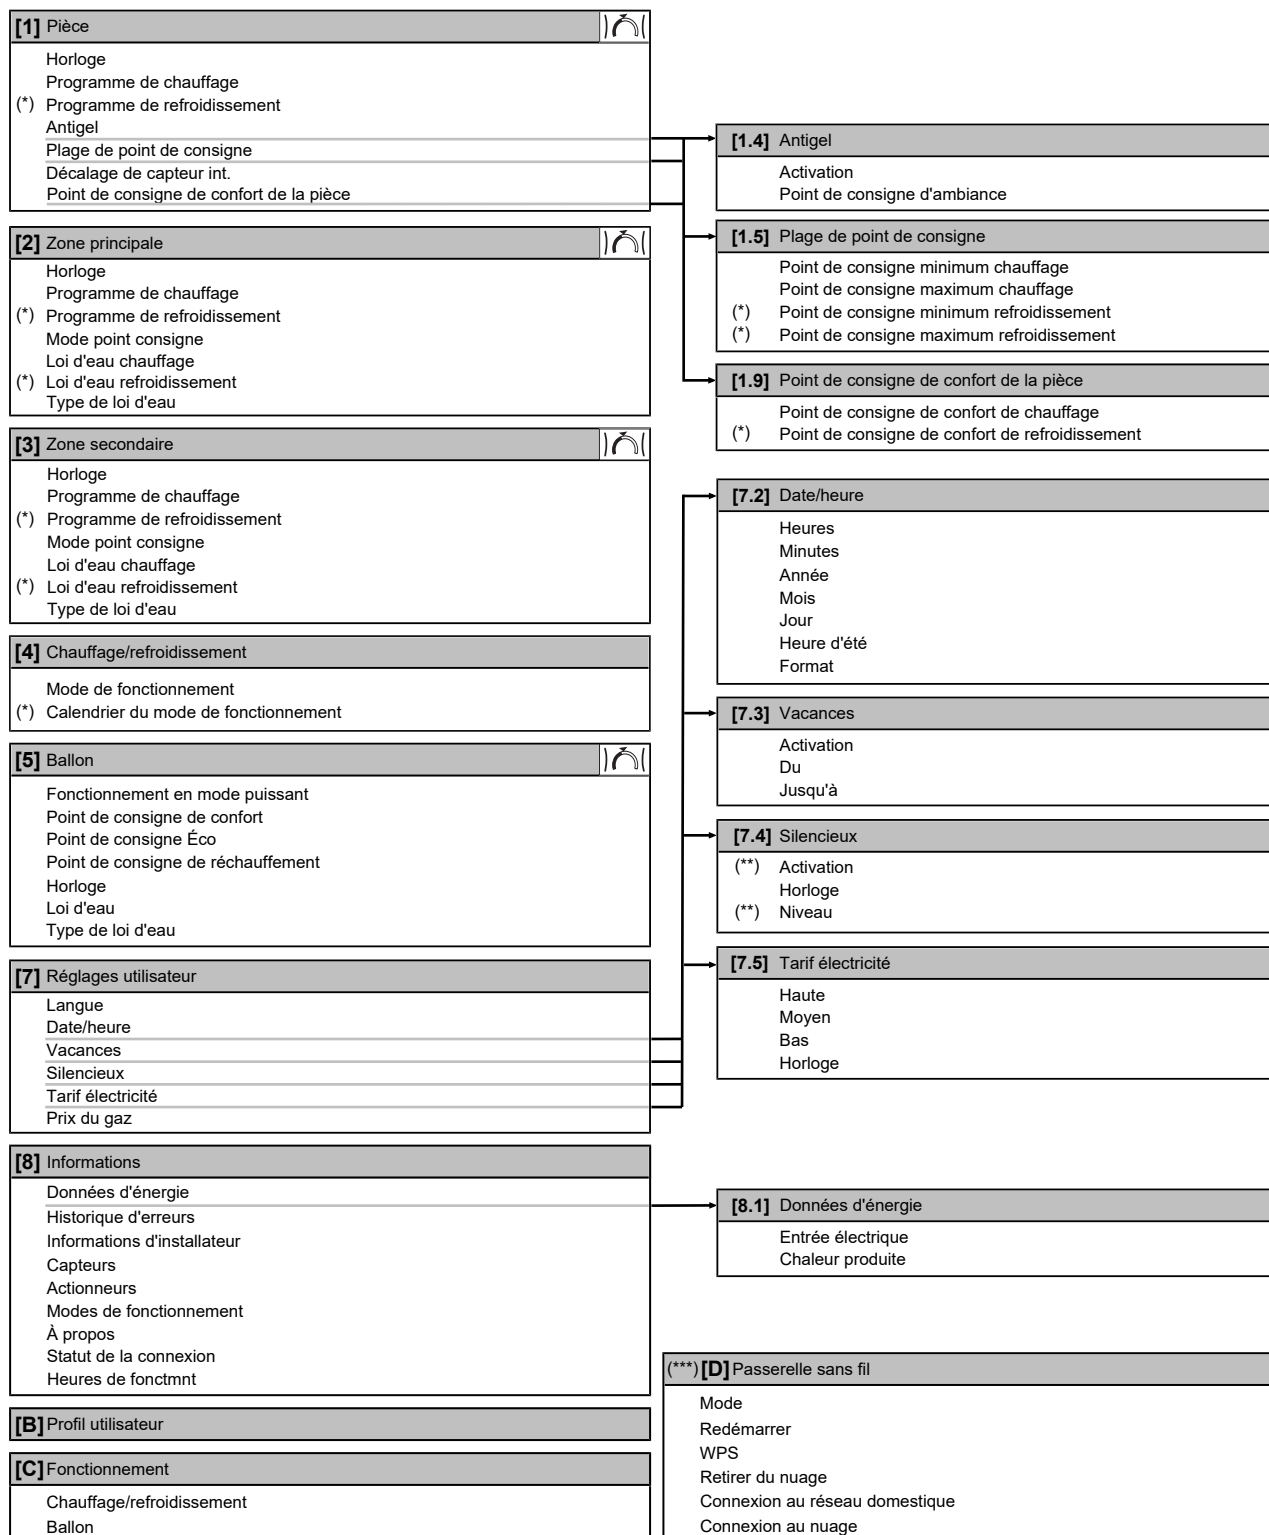 [1] Pièce
Horloge
Programme de chauffage
(*) Programme de refroidissement
Antigel
Plage de point de consigne
Décalage de capteur int.
Point de consigne de confort de la pièce
[2] Zone principale
Horloge
Programme de chauffage
(*) Programme de refroidissement
Mode point consigne
Loi d'eau chauffage
(*) Loi d'eau refroidissement
Type de loi d'eau
[3] Zone secondaire
Horloge
Programme de chauffage
(*) Programme de refroidissement
Mode point consigne
Loi d'eau chauffage
(*) Loi d'eau refroidissement
Type de loi d'eau
[4] Chauffage/refroidissement
Mode de fonctionnement
(*) Calendrier du mode de fonctionnement
[5] Ballon
Fonctionnement en mode puissant
Point de consigne de confort
Point de consigne Éco
Point de consigne de réchauffement
Horloge
Loi d'eau
Type de loi d'eau
[7] Réglages utilisateur
Langue
Date/heure
Vacances
Silencieux
Tarif électricité
Prix du gaz
[8] Informations
Données d'énergie
Historique d'erreurs
Informations d'installateur
Capteurs
Actionneurs
Modes de fonctionnement
À propos
Statut de la connexion
Heures de fonctmnt
[B] Profil utilisateur
[C] Fonctionnement
Chauffage/refroidissement
Ballon
[1.4] Antigel
Activation
Point de consigne d'ambiance
[1.5] Plage de point de consigne
Point de consigne minimum chauffage
Point de consigne maximum chauffage
(*) Point de consigne minimum refroidissement
(*) Point de consigne maximum refroidissement
[1.9] Point de consigne de confort de la pièce
Point de consigne de confort de chauffage
(*) Point de consigne de confort de refroidissement
[7.2] Date/heure
Heures
Minutes
Année
Mois
Jour
Heure d'été
Format
[7.3] Vacances
Activation
Du
Jusqu'à
[7.4] Silencieux
(**) Activation
Horloge
(**) Niveau
[7.5] Tarif électricité
Haute
Moyen
Bas
Horloge
[8.1] Données d'énergie
Entrée électrique
Chaleur produite
(***) [D] Passerelle sans fil
Mode
Redémarrer
WPS
Retirer du nuage
Connexion au réseau domestique
Connexion au nuage